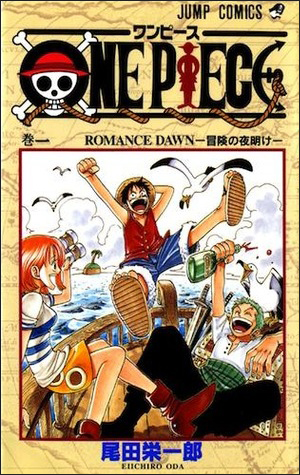 JUMP COMICS
ワンピース
ONE PIECE
巻一
ROMANCE DAWN—冒険の夜明け—
尾田栄一郎
EIICHIRO ODA